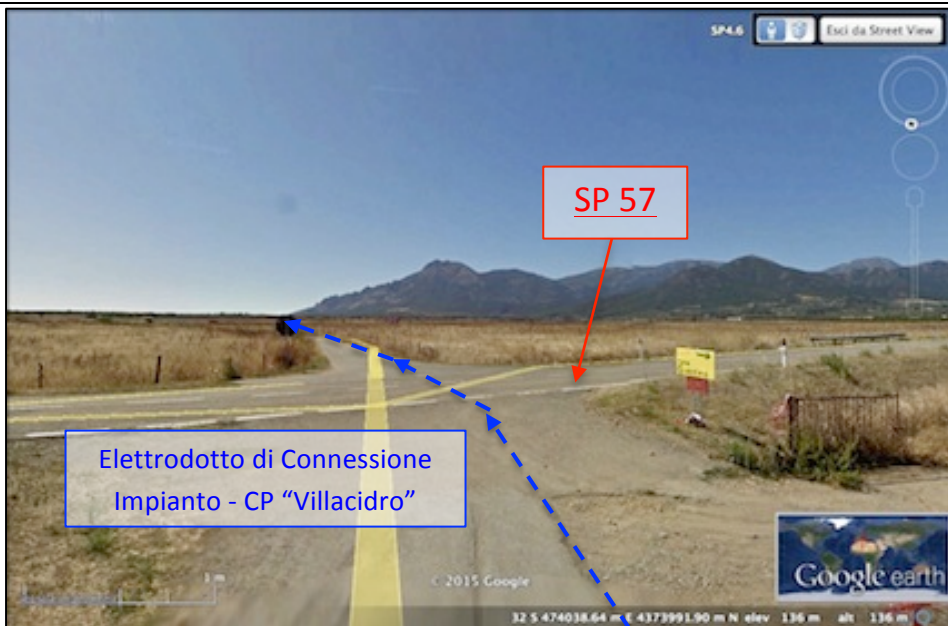 SP4.6
Esci da Street View
SP 57
Elettrodotto di Connessione
Impianto - CP “Villacidro”
1 m
© 2015 Google
Google earth
32 S 474038.64 m E 4373991.90 m N elev 136 m alt 136 m